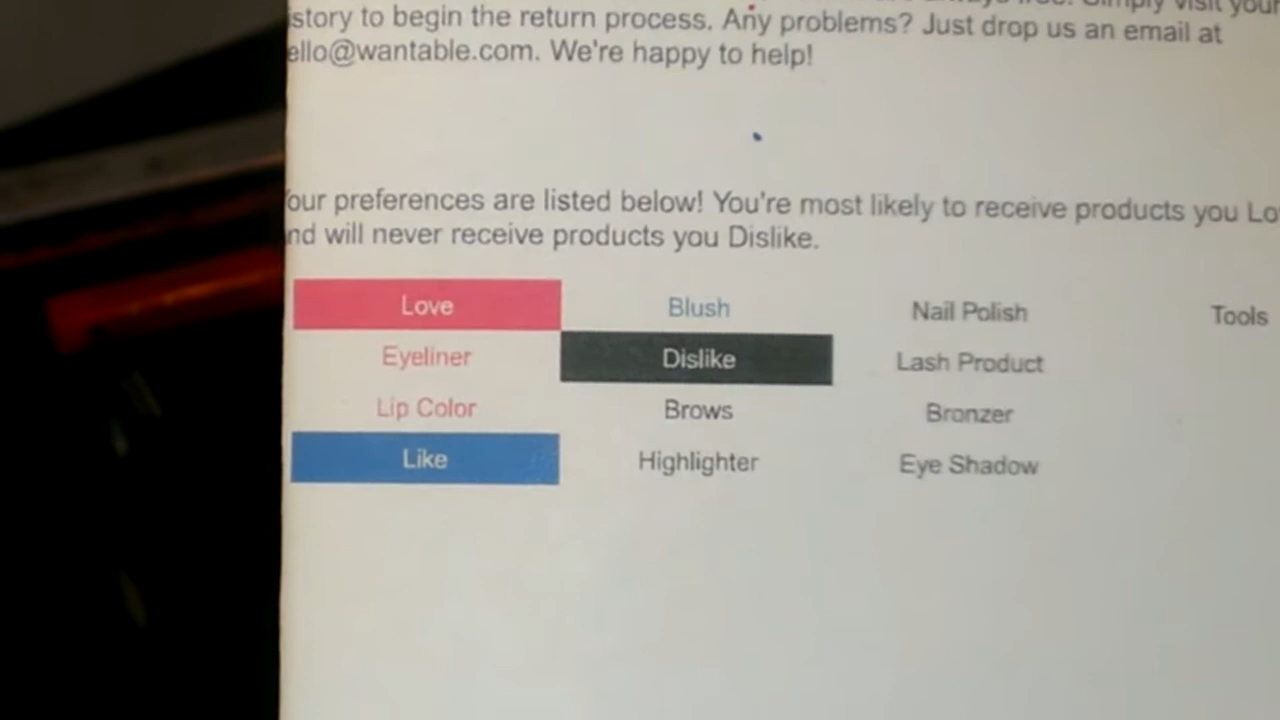 story to begin the return process. Any problems? Just drop us an email at
ello@wantable.com. We're happy to help!
our preferences are listed below! You're most likely to receive products you Lo
nd will never receive products you Dislike.
Love
Eyeliner
Lip Color
Like
Blush
Dislike
Brows
Highlighter
Nail Polish
Lash Product
Bronzer
Eye Shadow
Tools